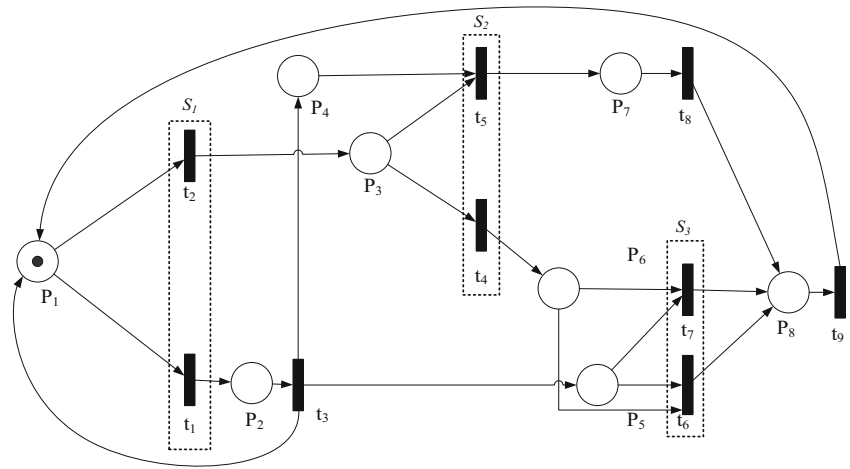 S₂
S₁
P₄
P₇
t₅
t₈
t₂
P₃
S₃
P₆
t₄
P₁
t₇
P₈
t₉
t₁
P₂
t₃
P₅
t₆